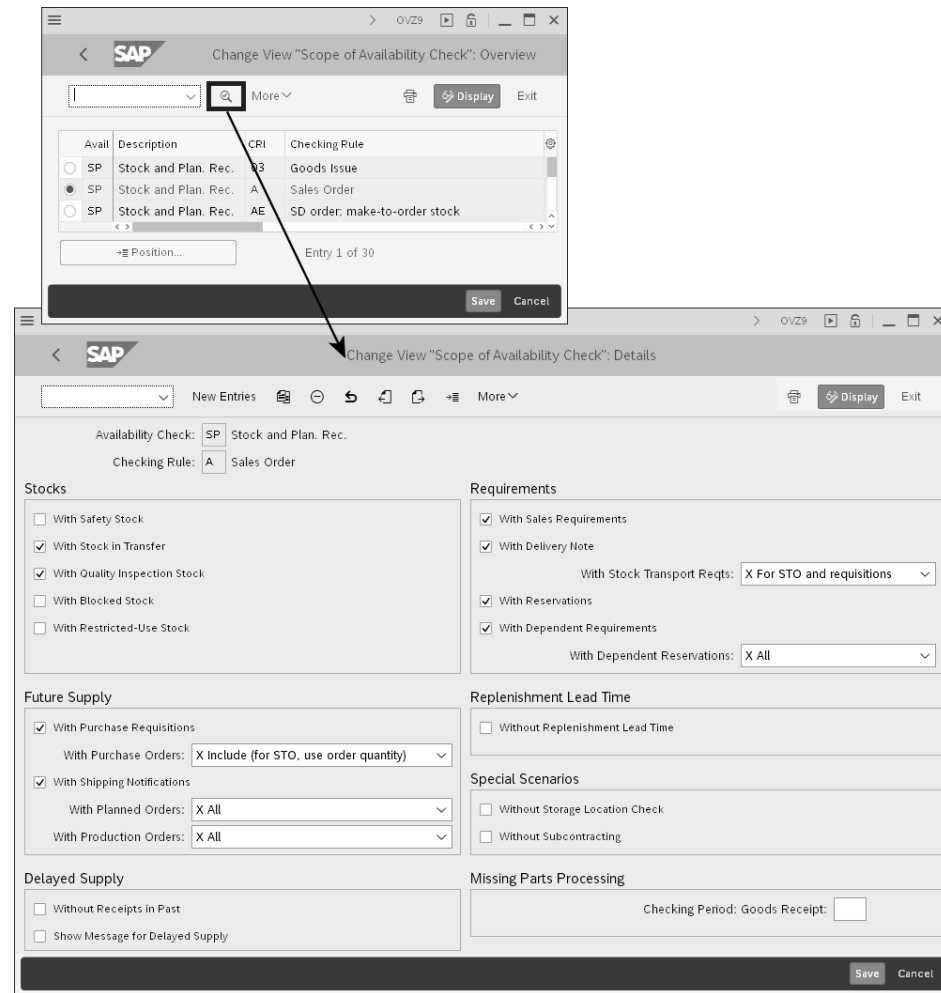 OVZ9
SAP Change View "Scope of Availability Check": Overview
More Display Exit
Avail Description CRl Checking Rule
SP Stock and Plan. Rec. 03 Goods Issue
SP Stock and Plan. Rec. A Sales Order
SP Stock and Plan. Rec. AE SD order; make-to-order stock
Position... Entry 1 of 30
Save Cancel
OVZ9
SAP Change View "Scope of Availability Check": Details
New Entries More Display Exit
Availability Check: SP Stock and Plan. Rec.
Checking Rule: A Sales Order
Stocks
With Safety Stock
With Stock in Transfer
With Quality Inspection Stock
With Blocked Stock
With Restricted-Use Stock
Requirements
With Sales Requirements
With Delivery Note
With Stock Transport Reqts: X For STO and requisitions
With Reservations
With Dependent Requirements
With Dependent Reservations: X All
Future Supply
With Purchase Requisitions
With Purchase Orders: X Include (for STO, use order quantity)
With Shipping Notifications
With Planned Orders: X All
With Production Orders: X All
Replenishment Lead Time
Without Replenishment Lead Time
Special Scenarios
Without Storage Location Check
Without Subcontracting
Delayed Supply
Without Receipts in Past
Show Message for Delayed Supply
Missing Parts Processing
Checking Period: Goods Receipt:
Save Cancel